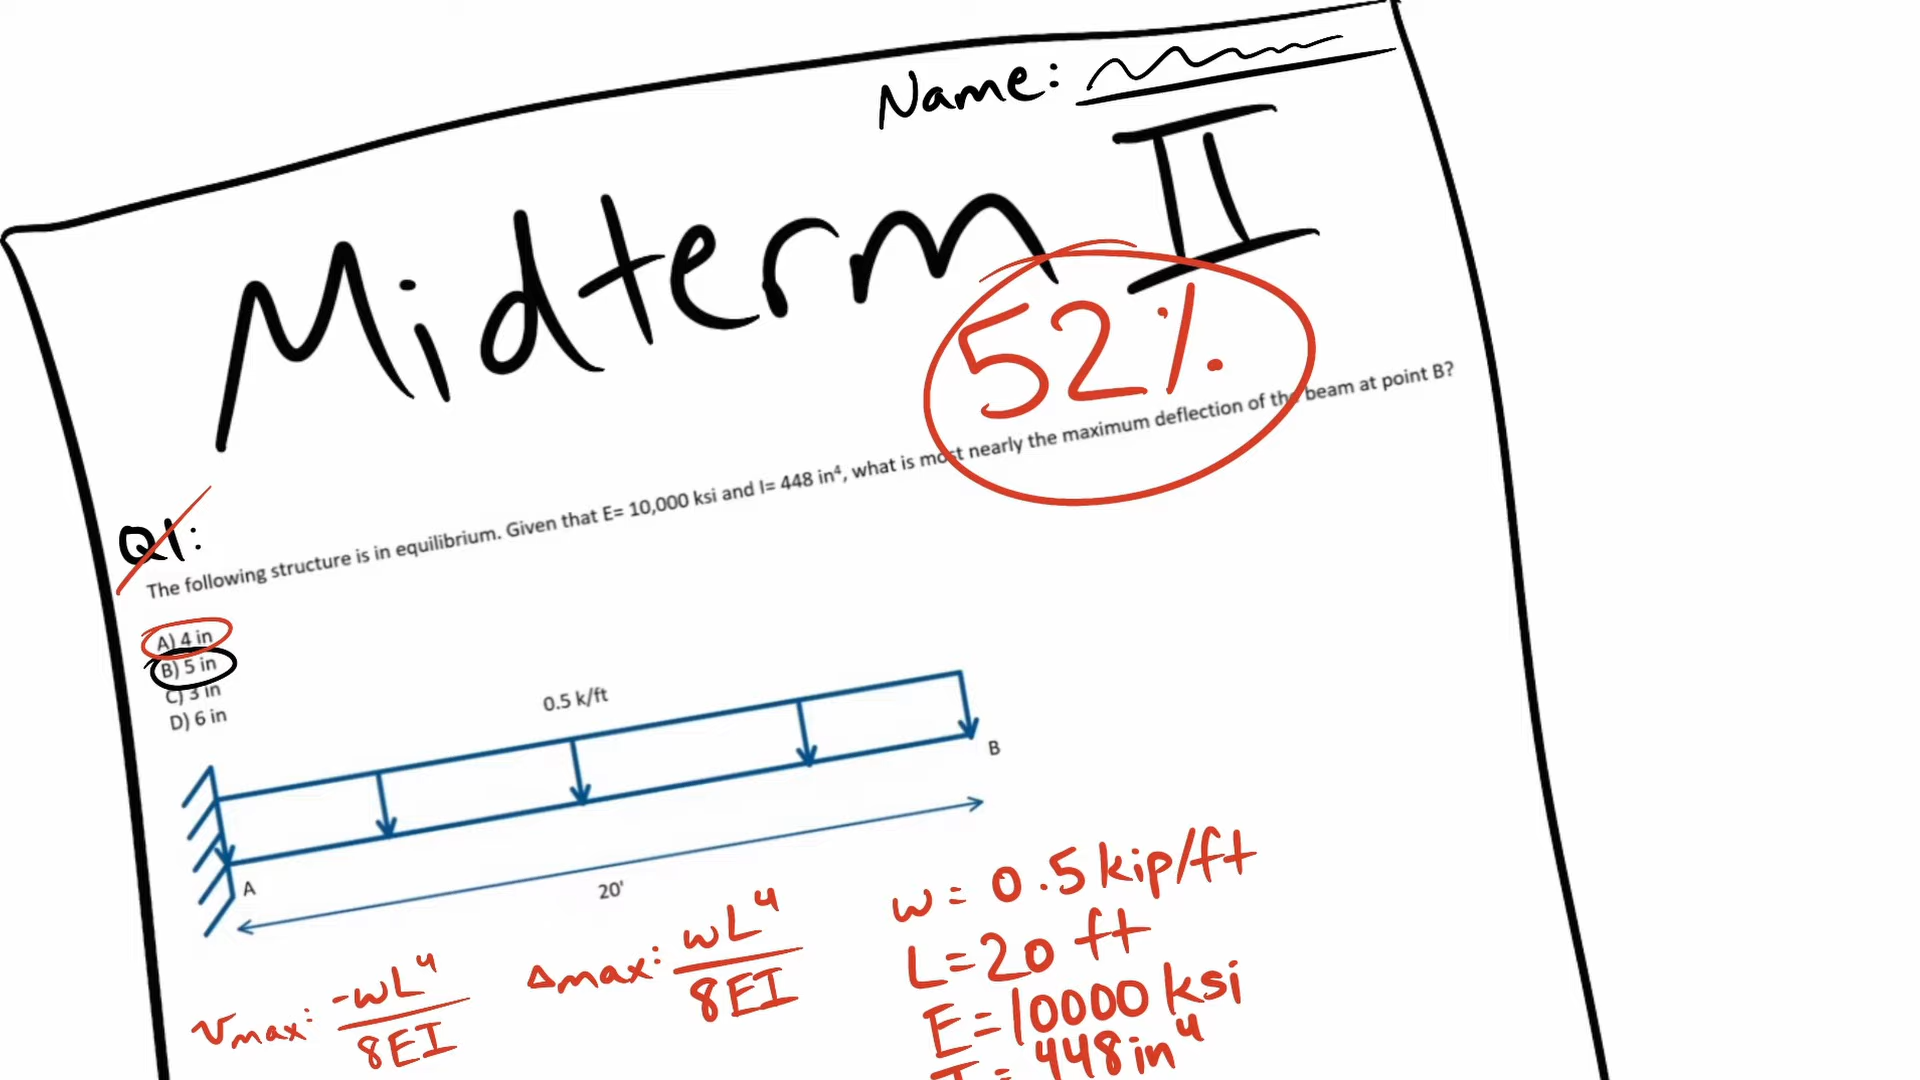 Name:
Midterm II
52%
Q1:
The following structure is in equilibrium. Given that E= 10,000 ksi and I= 448 in⁴, what is most nearly the maximum deflection of the beam at point B?
A) 4 in
B) 5 in
C) 3 in
D) 6 in
0.5 k/ft
B
A
20'
w = 0.5 kip/ft
L = 20 ft
E = 10000 ksi
I = 448 in⁴
vmax: -wL⁴/8EI
Δmax: wL⁴/8EI